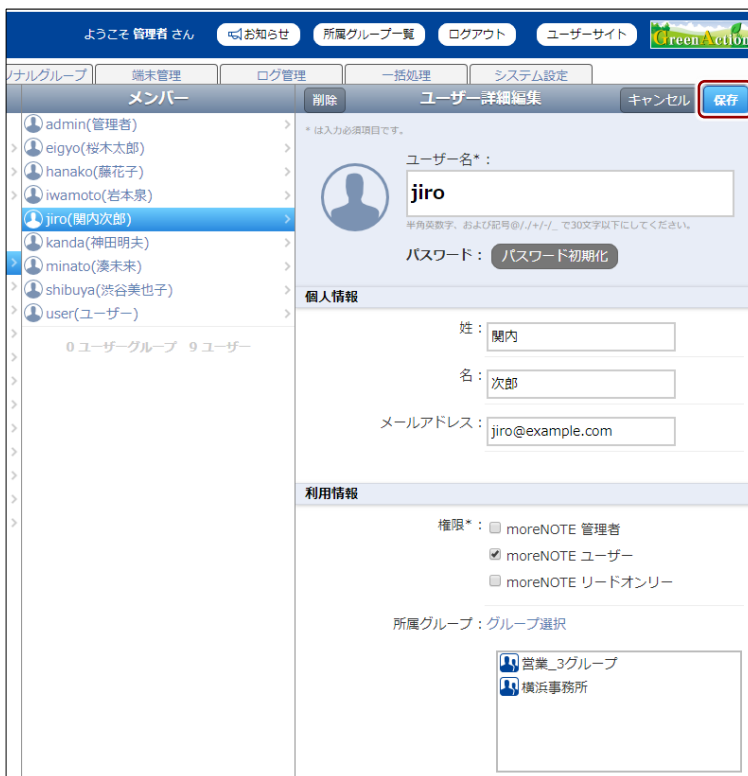 ようこそ 管理者 さん お知らせ 所属グループ一覧 ログアウト ユーザーサイト GreenAction
ソナルグループ 端末管理 ログ管理 一括処理 システム設定
メンバー 削除 ユーザー詳細編集 キャンセル 保存
admin(管理者)
eigyo(桜木太郎)
hanako(藤花子)
iwamoto(岩本泉)
jiro(関内次郎)
kanda(神田明夫)
minato(湊未来)
shibuya(渋谷美也子)
user(ユーザー)
0 ユーザーグループ 9 ユーザー
* は入力必須項目です。
ユーザー名* :
jiro
半角英数字、および記号@/./+/-/_ で30文字以下にしてください。
パスワード : パスワード初期化
個人情報
姓 : 関内
名 : 次郎
メールアドレス : jiro@example.com
利用情報
権限* : moreNOTE 管理者
moreNOTE ユーザー
moreNOTE リードオンリー
所属グループ : グループ選択
営業_3グループ
横浜事務所